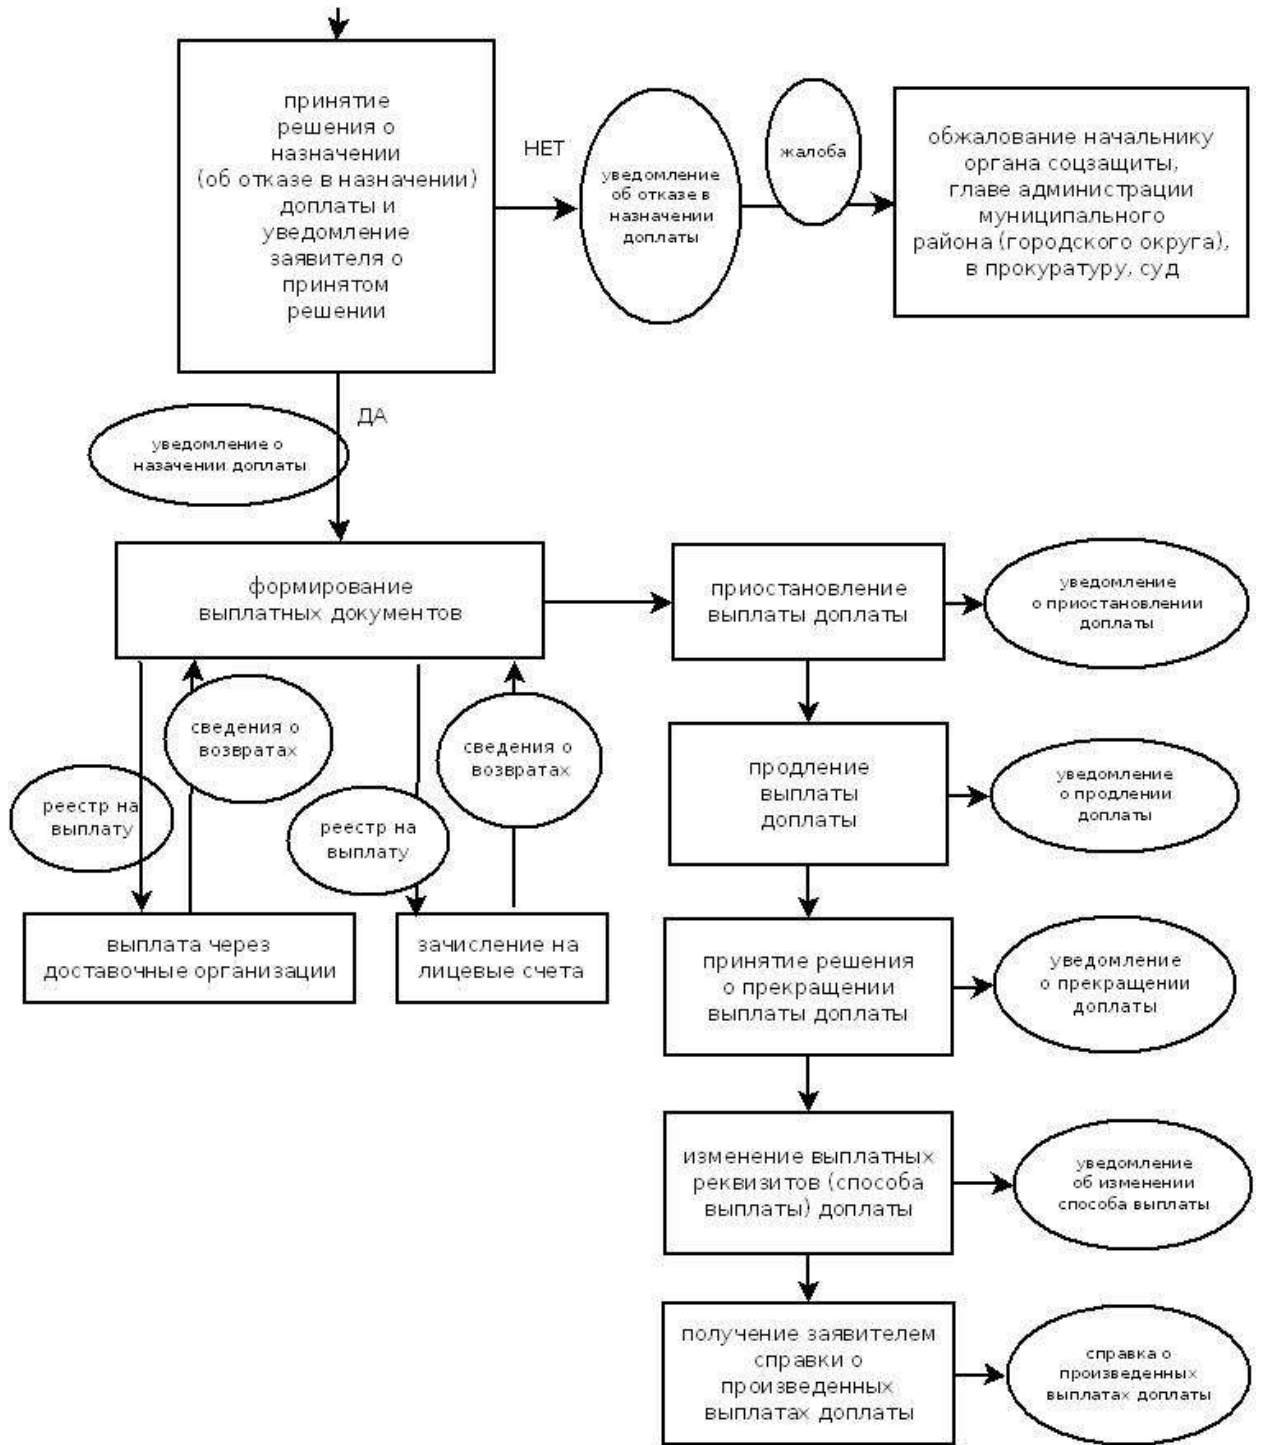 принятие
решения о
назначении
(об отказе в назначении)
доплаты и
уведомление
заявителя о
принятом
решении
НЕТ
уведомление
об отказе в
назначении
доплаты
жалоба
обжалование начальнику
органа соцзащиты,
главе администрации
муниципального
района (городского округа),
в прокуратуру, суд
ДА
уведомление о
назачении доплаты
формирование
выплатных документов
приостановление
выплаты доплаты
уведомление
о приостановлении
доплаты
сведения о
возвратах
сведения о
возвратах
реестр на
выплату
реестр на
выплату
продление
выплаты
доплаты
уведомление
о продлении
доплаты
выплата через
доставочные организации
зачисление на
лицевые счета
принятие решения
о прекращении
выплаты доплаты
уведомление
о прекращении
доплаты
изменение выплатных
реквизитов (способа
выплаты) доплаты
уведомление
об изменении
способа выплаты
получение заявителем
справки о
произведенных
выплатах доплаты
справка о
произведенных
выплатах доплаты